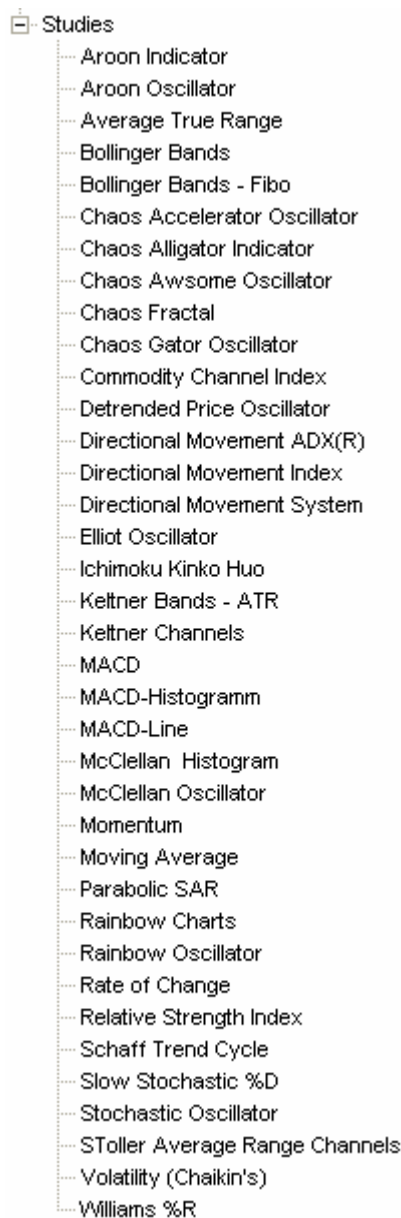 Studies
Aroon Indicator
Aroon Oscillator
Average True Range
Bollinger Bands
Bollinger Bands - Fibo
Chaos Accelerator Oscillator
Chaos Alligator Indicator
Chaos Awsome Oscillator
Chaos Fractal
Chaos Gator Oscillator
Commodity Channel Index
Detrended Price Oscillator
Directional Movement ADX(R)
Directional Movement Index
Directional Movement System
Elliot Oscillator
Ichimoku Kinko Huo
Keltner Bands - ATR
Keltner Channels
MACD
MACD-Histogramm
MACD-Line
McClellan  Histogram
McClellan Oscillator
Momentum
Moving Average
Parabolic SAR
Rainbow Charts
Rainbow Oscillator
Rate of Change
Relative Strength Index
Schaff Trend Cycle
Slow Stochastic %D
Stochastic Oscillator
SToller Average Range Channels
Volatility (Chaikin's)
Williams %R